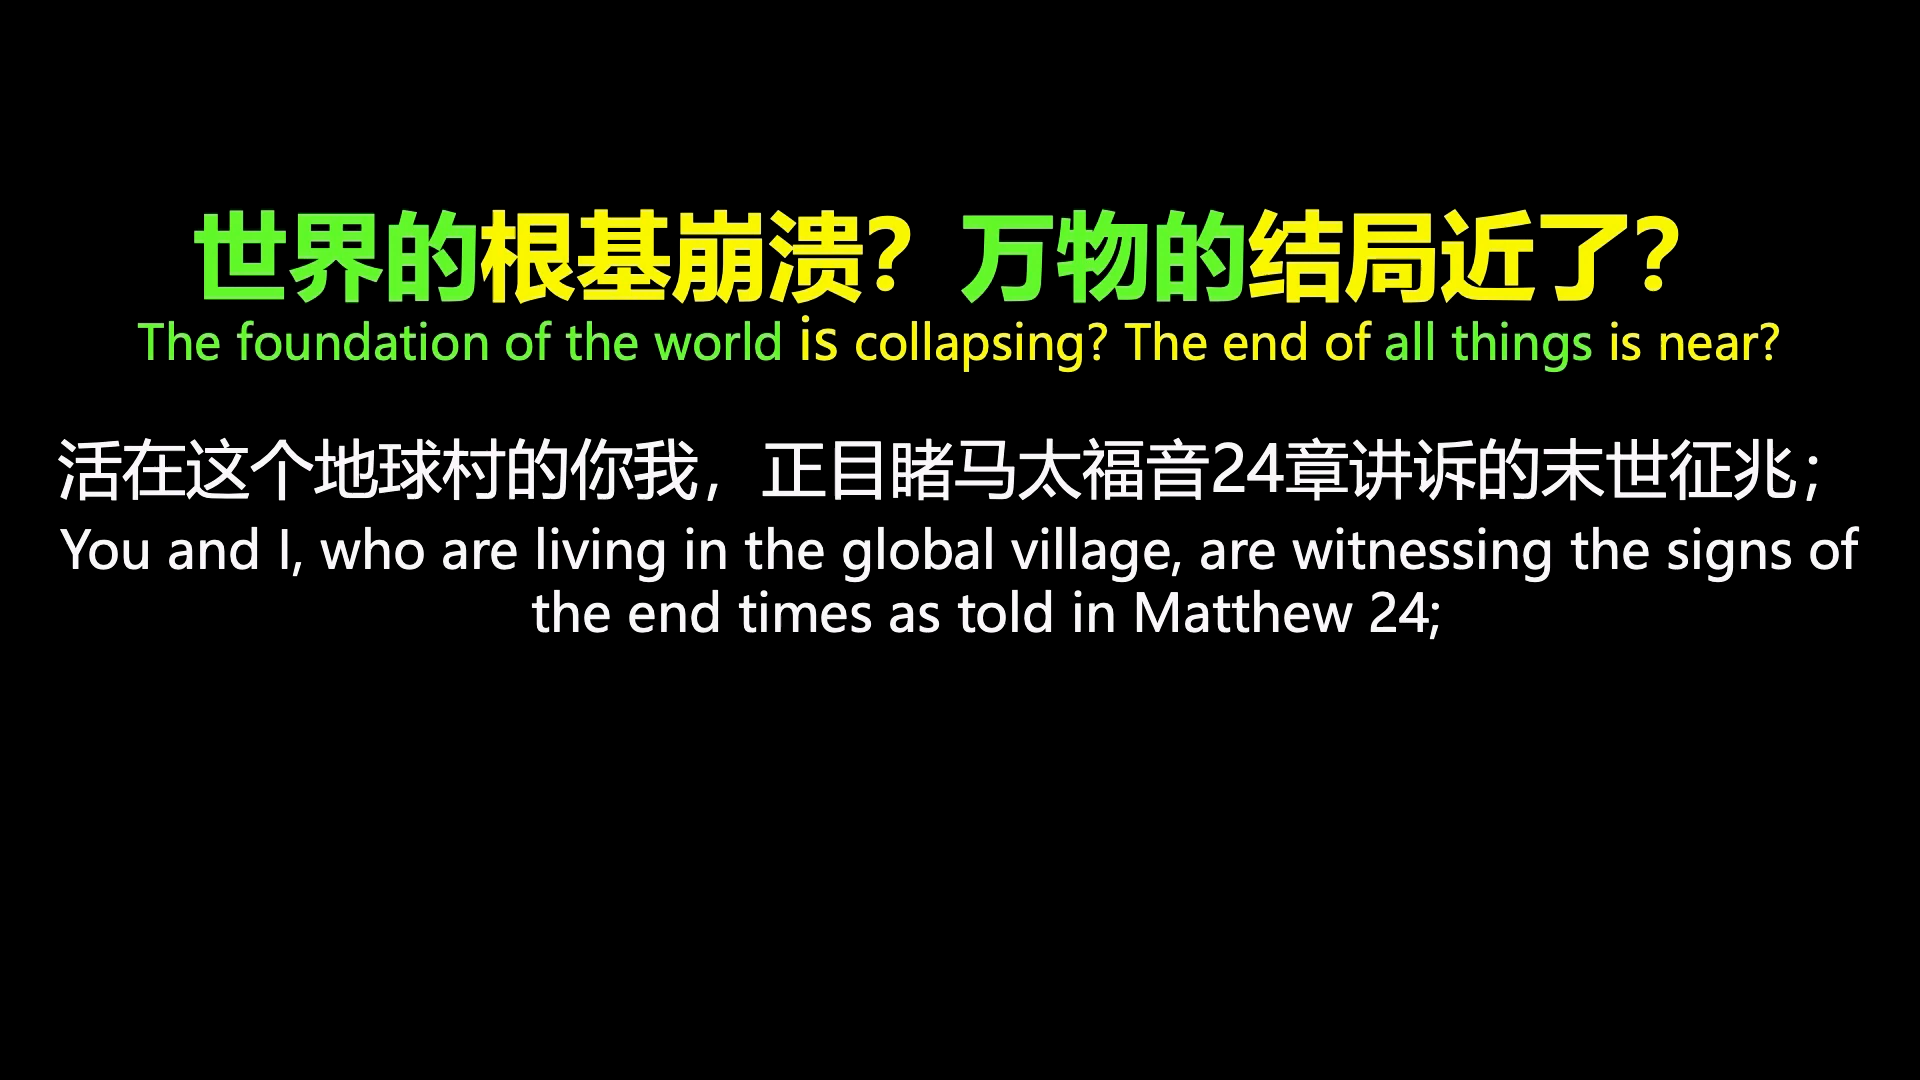 世界的根基崩溃？万物的结局近了？
The foundation of the world is collapsing? The end of all things is near?
活在这个地球村的你我，正目睹马太福音24章讲诉的末世征兆；
You and I, who are living in the global village, are witnessing the signs of
the end times as told in Matthew 24;